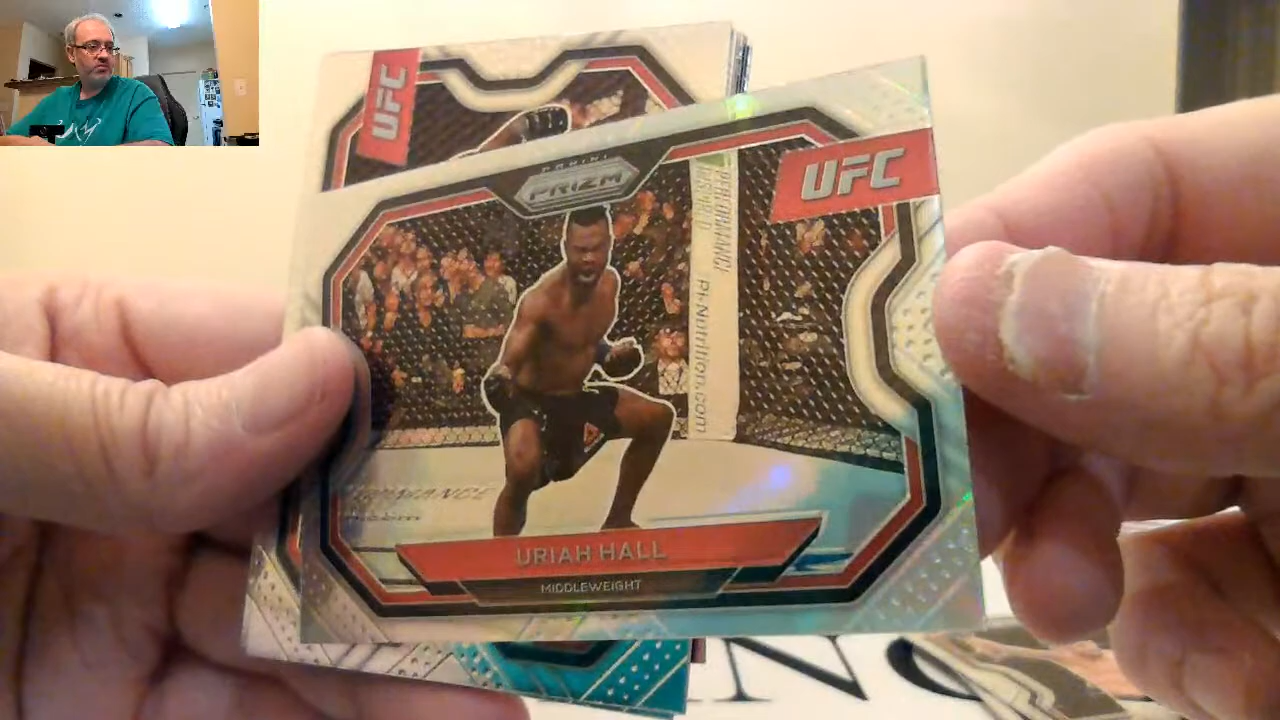 UFC
PANINI
PRIZM
UFC
PERFORMANCE
INSPIRED
PI-Nutrition.com
URIAH HALL
MIDDLEWEIGHT
N